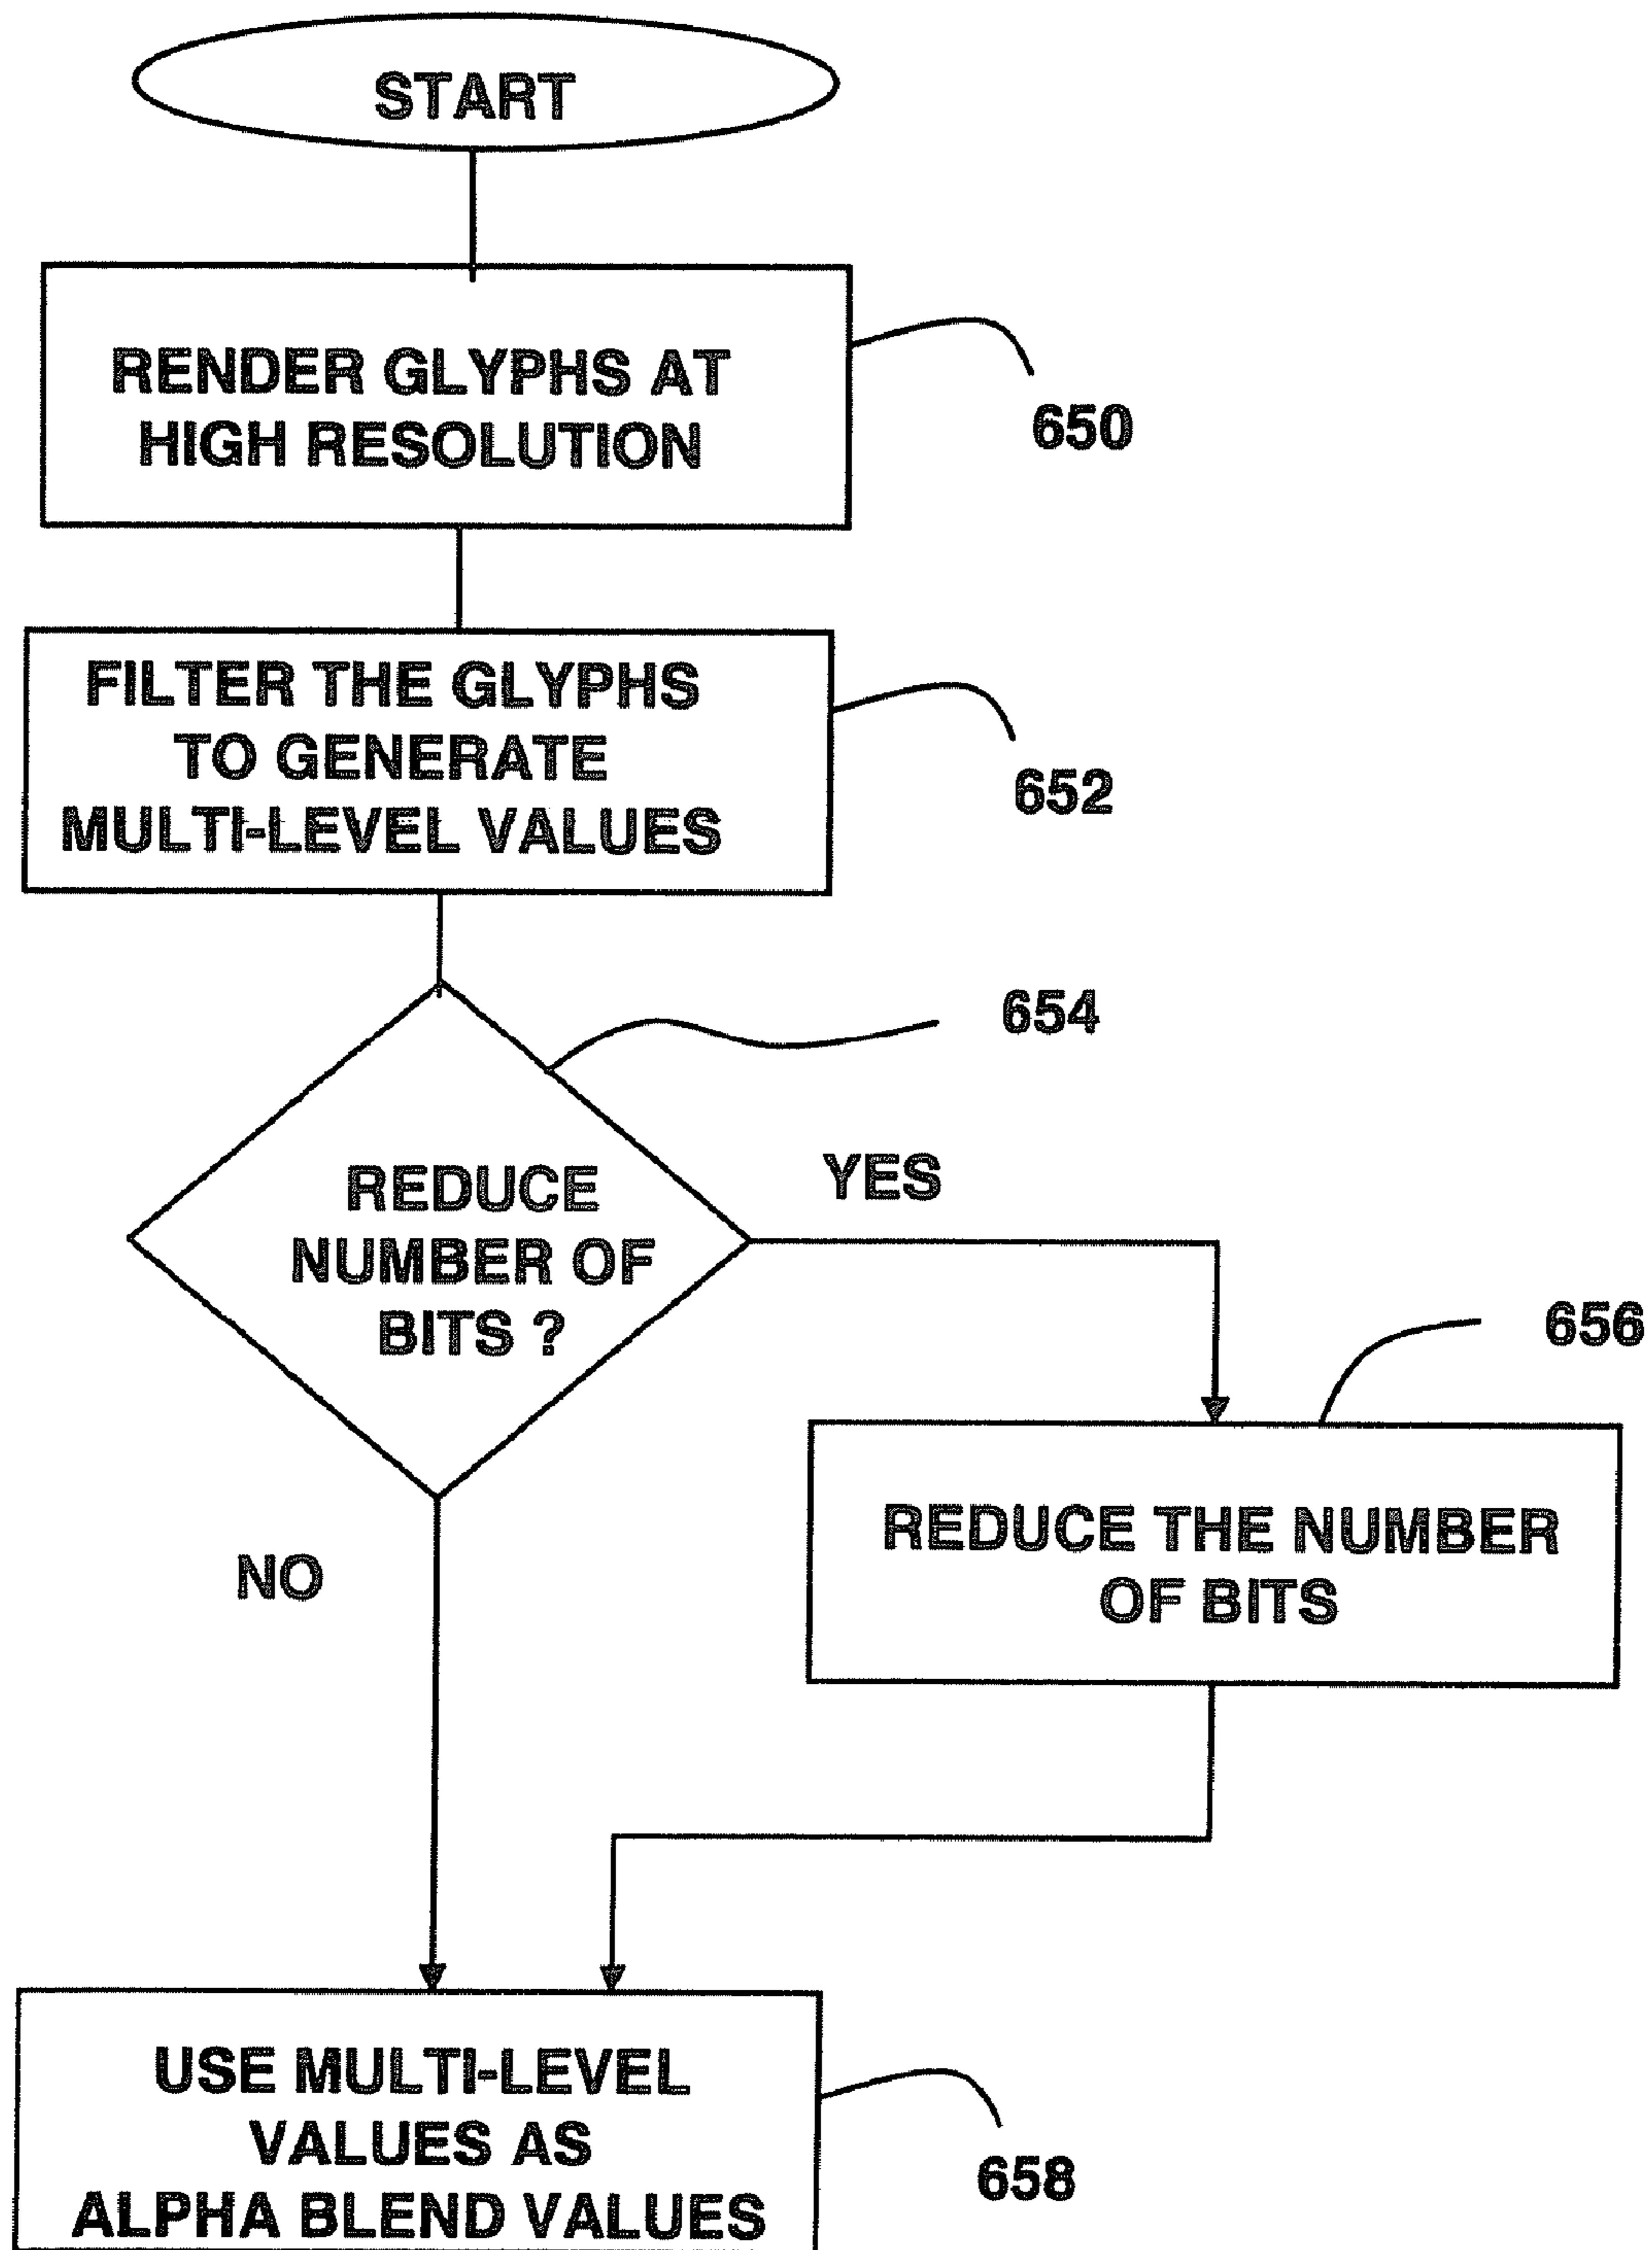 START
RENDER GLYPHS AT
HIGH RESOLUTION
650
FILTER THE GLYPHS
TO GENERATE
MULTI-LEVEL VALUES
652
654
REDUCE
NUMBER OF
BITS ?
YES
656
REDUCE THE NUMBER
OF BITS
NO
USE MULTI-LEVEL
VALUES AS
ALPHA BLEND VALUES
658